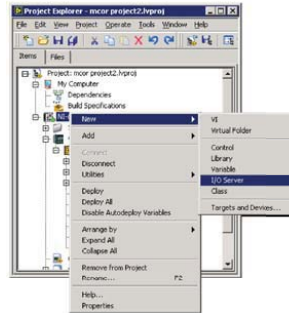 Project Explorer - mcor project2.lvproj
File Edit View Project Operate Tools Window Help
Items Files
Project: mcor project2.lvproj
My Computer
Dependencies
Build Specifications
New
Add
Connect
Disconnect
Utilities
Deploy
Deploy All
Disable Autodeploy Variables
Arrange by
Expand All
Collapse All
Remove from Project
Rename... F2
Help...
Properties
VI
Virtual Folder
Control
Library
Variable
I/O Server
Class
Targets and Devices...